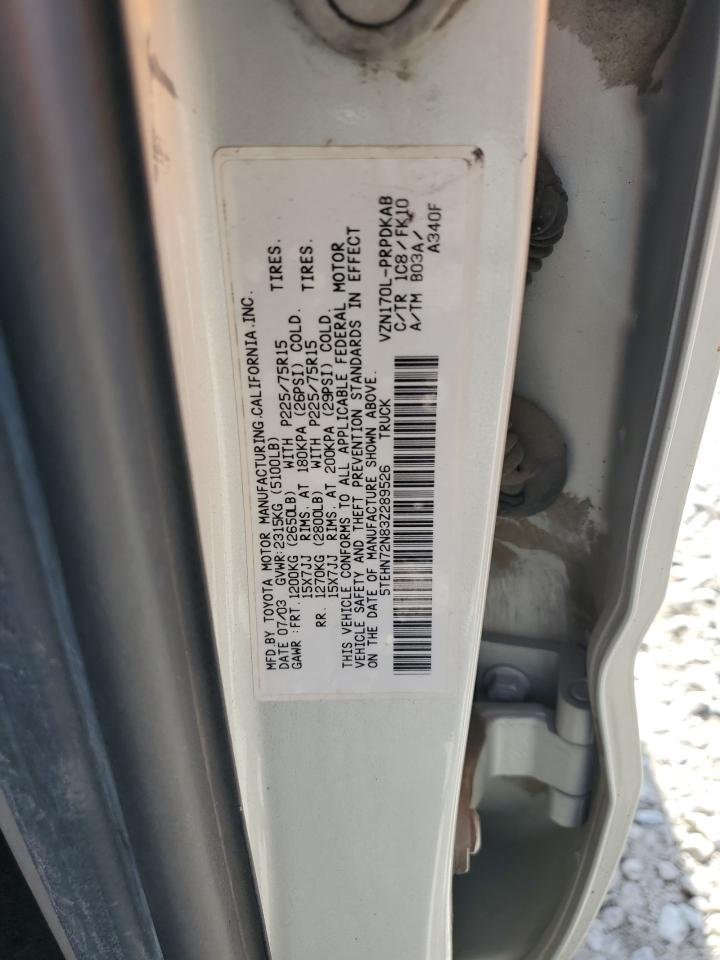 MFD.BY TOYOTA MOTOR MANUFACTURING.CALIFORNIA.INC.
DATE 07/03 GVWR:2315KG (5100LB)
GAWR :FRT.1200KG (2650LB) WITH P225/75R15 TIRES.
15X7JJ RIMS. AT 180KPA (26PSI) COLD.
RR. 1270KG (2800LB) WITH P225/75R15 TIRES.
15X7JJ RIMS. AT 200KPA (29PSI) COLD.
THIS VEHICLE CONFORMS TO ALL APPLICABLE FEDERAL MOTOR
VEHICLE SAFETY AND THEFT PREVENTION STANDARDS IN EFFECT
ON THE DATE OF MANUFACTURE SHOWN ABOVE.
5TEHN72N83Z289526 TRUCK
VZN170L-PRPDKAB
C/TR 1C8/FK10
A/TM B03A/
A340F